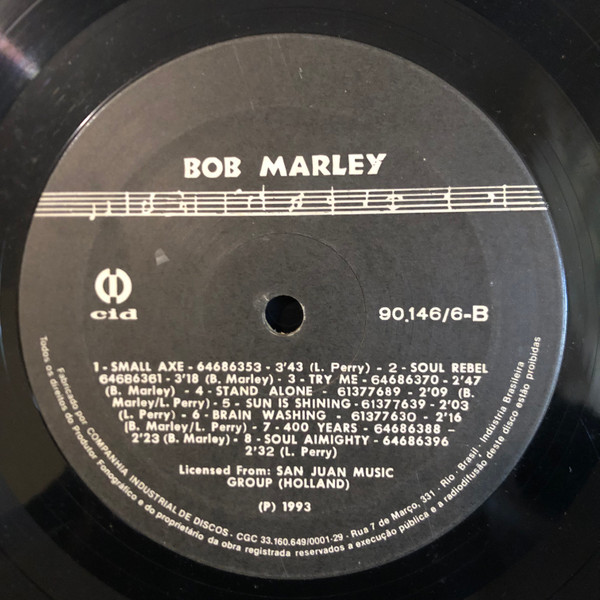 BOB MARLEY
cid
90.146/6-B
1 - SMALL AXE - 64686353 - 3'43 (L. Perry) - 2 - SOUL REBEL
64686361 - 3'18 (B. Marley) - 3 - TRY ME - 64686370 - 2'47
(B. Marley) - 4 - STAND ALONE - 61377689 - 2'09 (B.
Marley/L. Perry) - 5 - SUN IS SHINING - 61377639 - 2'03
(L. Perry) - 6 - BRAIN WASHING - 61377630 - 2'16
(B. Marley/L. Perry) - 7 - 400 YEARS - 64686388 -
2'23 (B. Marley) - 8 - SOUL AIMIGHTY - 64686396
2'32 (L. Perry)
Licensed From: SAN JUAN MUSIC
GROUP (HOLLAND)
(P) 1993
Fabricado por COMPANHIA INDUSTRIAL DE DISCOS - CGC 33.160.649/0001-29 - Rua 7 de Março, 331 - Rio - Brasil - Indústria Brasileira
Todos os direitos do Produtor Fonográfico e do proprietário da obra registrada reservados a execução pública e a radiodifusão deste disco estão proibidas